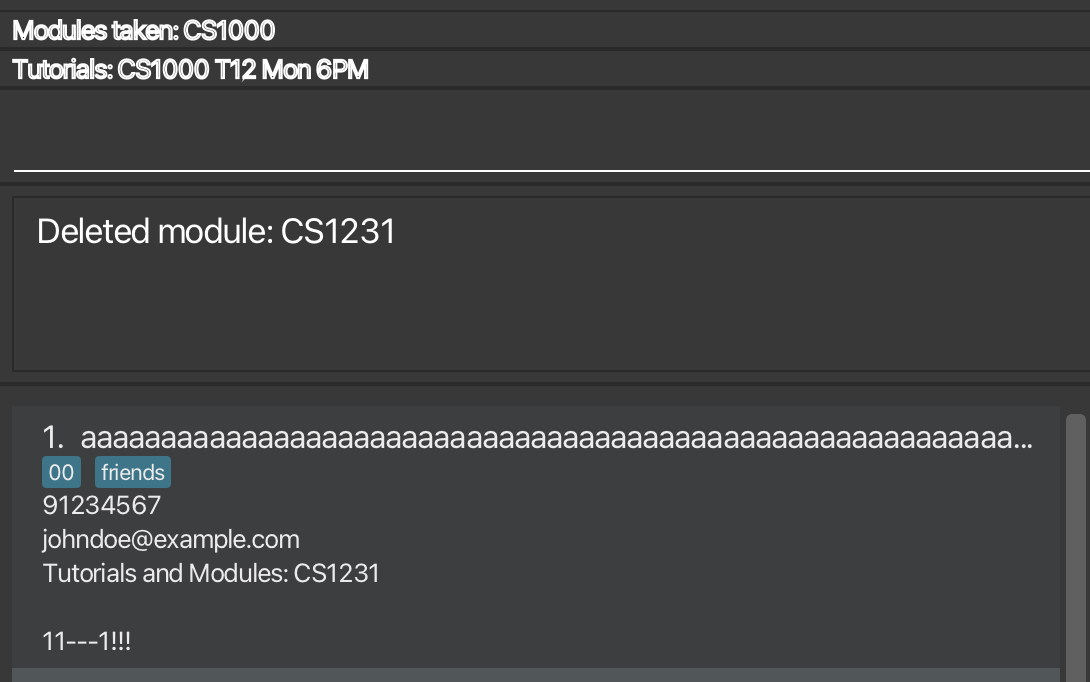 Modules taken: CS1000
Tutorials: CS1000 T12 Mon 6PM
Deleted module: CS1231
1. aaaaaaaaaaaaaaaaaaaaaaaaaaaaaaaaaaaaaaaaaaaaaaaaaaaaaaaaaa...
00 friends
91234567
johndoe@example.com
Tutorials and Modules: CS1231
11---1!!!